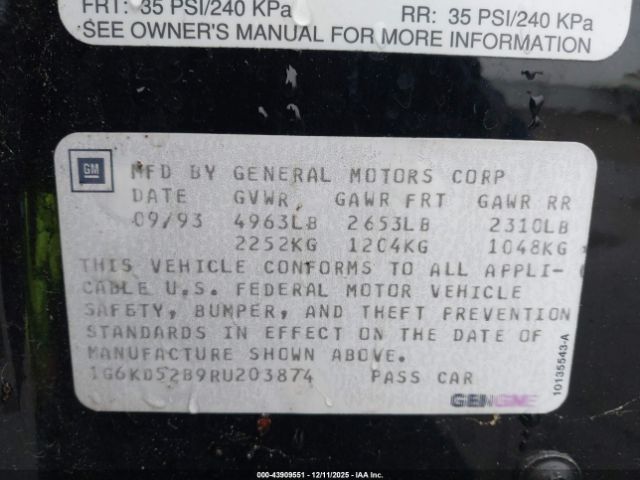 FRT: 35 PSI/240 KPa RR: 35 PSI/240 KPa
SEE OWNER'S MANUAL FOR MORE INFORMATION
GM
MFD BY GENERAL MOTORS CORP
DATE GVWR GAWR FRT GAWR RR
09/93 4963LB 2653LB 2310LB
2252KG 1204KG 1048KG
THIS VEHICLE CONFORMS TO ALL APPLI-
CABLE U.S. FEDERAL MOTOR VEHICLE
SAFETY, BUMPER, AND THEFT PREVENTION
STANDARDS IN EFFECT ON THE DATE OF
MANUFACTURE SHOWN ABOVE.
1G6KD52B9RU203874 PASS CAR
GENGME
10135543-A
000-43909551 - 12/11/2025 - IAA Inc.